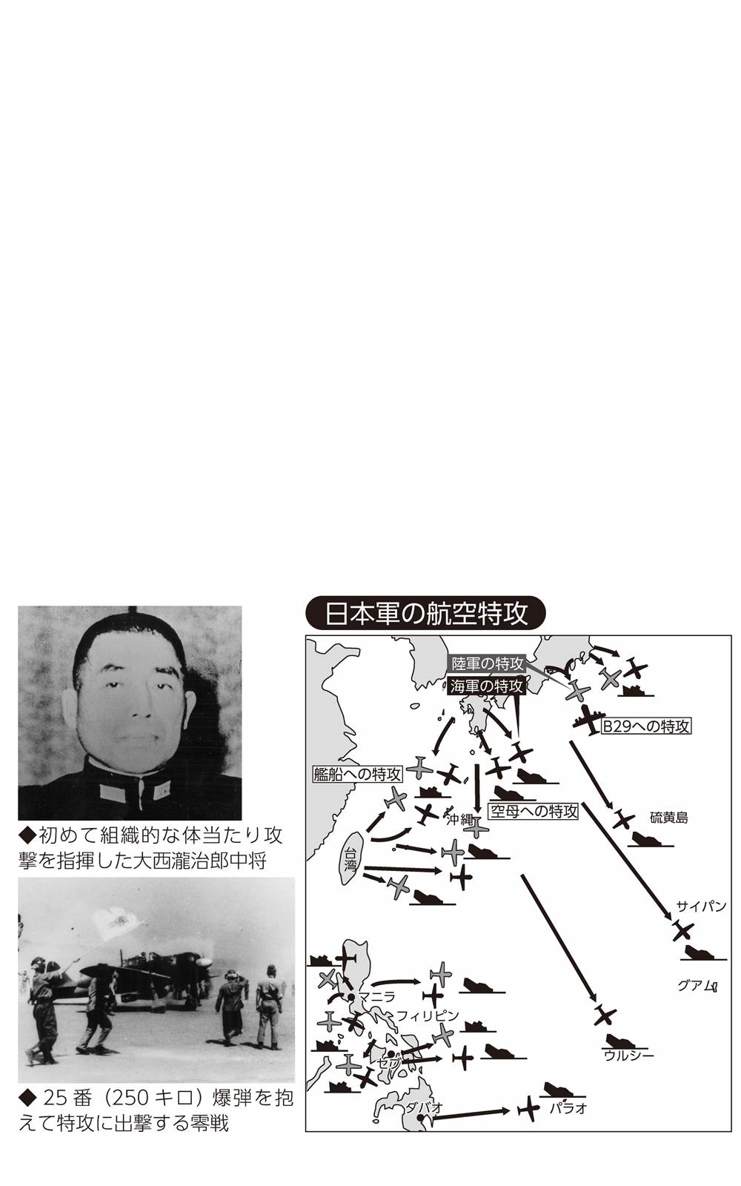 ◆初めて組織的な体当たり攻
撃を指揮した大西瀧治郎中将
◆25番（250キロ）爆弾を抱
えて特攻に出撃する零戦
日本軍の航空特攻
陸軍の特攻
海軍の特攻
B29への特攻
艦船への特攻
空母への特攻
沖縄
硫黄島
台湾
サイパン
グアム
マニラ
フィリピン
セブ
ウルシー
ダバオ
パラオ